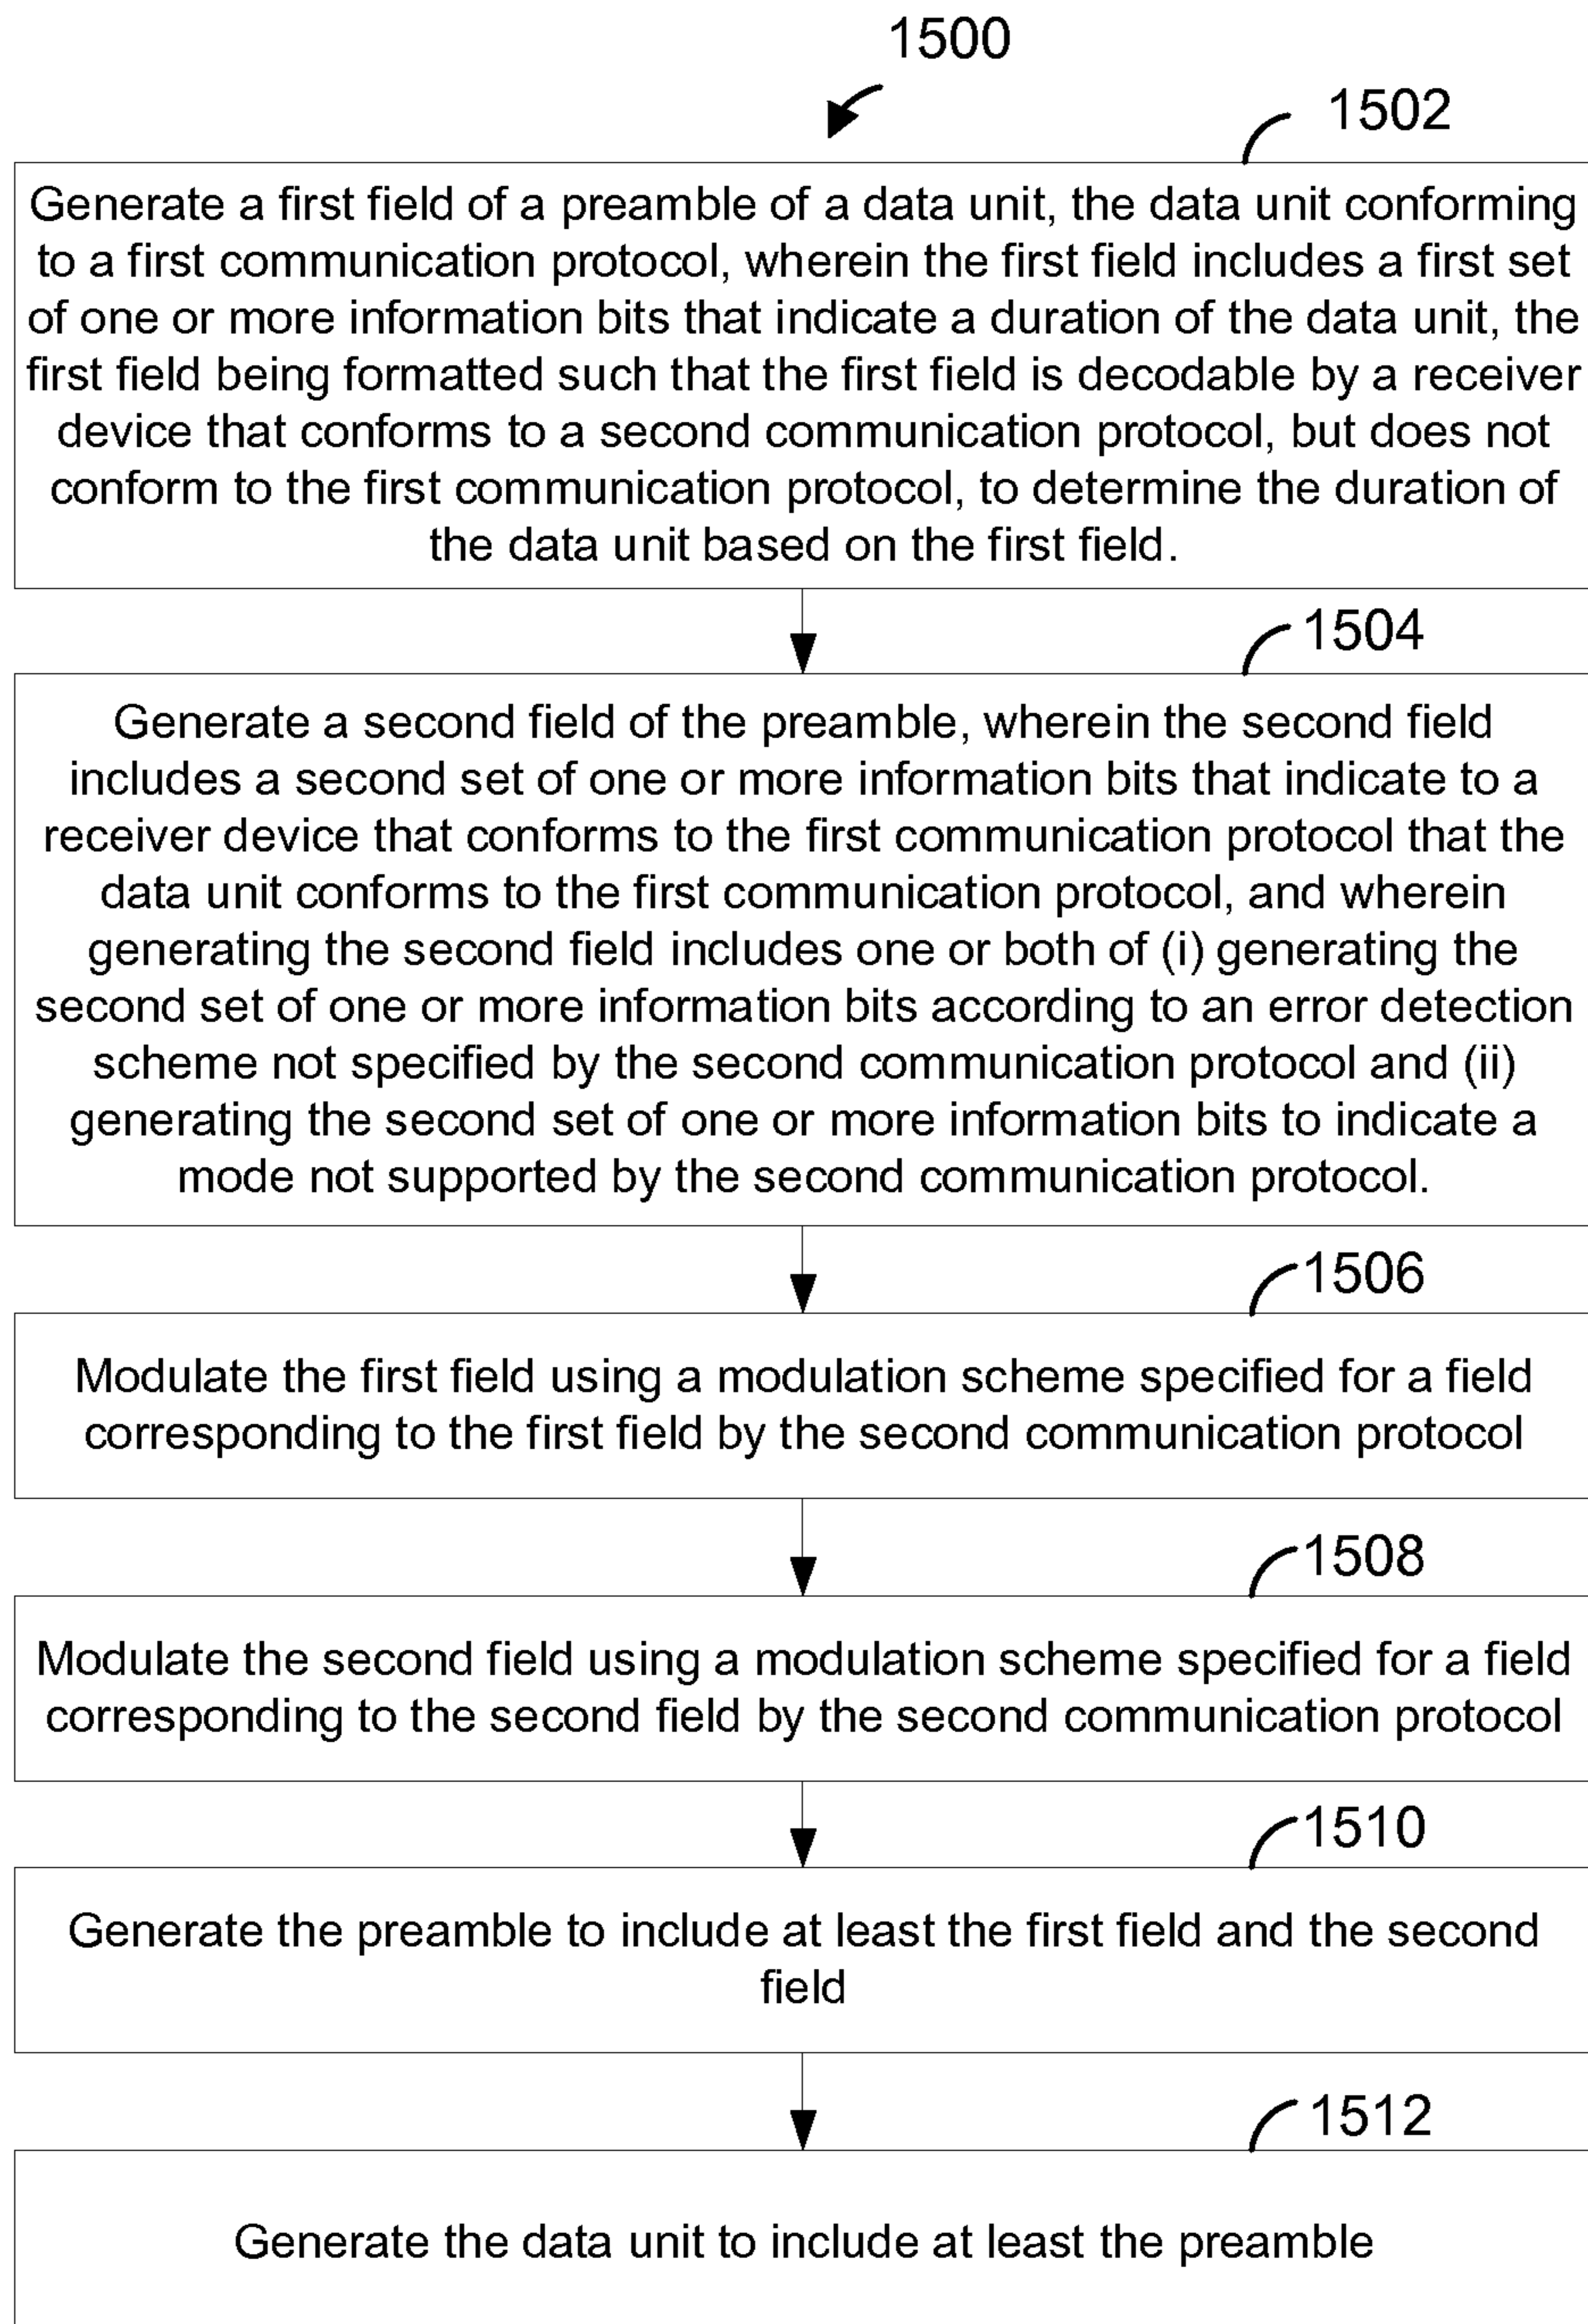 1500
1502
Generate a first field of a preamble of a data unit, the data unit conforming
to a first communication protocol, wherein the first field includes a first set
of one or more information bits that indicate a duration of the data unit, the
first field being formatted such that the first field is decodable by a receiver
device that conforms to a second communication protocol, but does not
conform to the first communication protocol, to determine the duration of
the data unit based on the first field.
1504
Generate a second field of the preamble, wherein the second field
includes a second set of one or more information bits that indicate to a
receiver device that conforms to the first communication protocol that the
data unit conforms to the first communication protocol, and wherein
generating the second field includes one or both of (i) generating the
second set of one or more information bits according to an error detection
scheme not specified by the second communication protocol and (ii)
generating the second set of one or more information bits to indicate a
mode not supported by the second communication protocol.
1506
Modulate the first field using a modulation scheme specified for a field
corresponding to the first field by the second communication protocol
1508
Modulate the second field using a modulation scheme specified for a field
corresponding to the second field by the second communication protocol
1510
Generate the preamble to include at least the first field and the second
field
1512
Generate the data unit to include at least the preamble